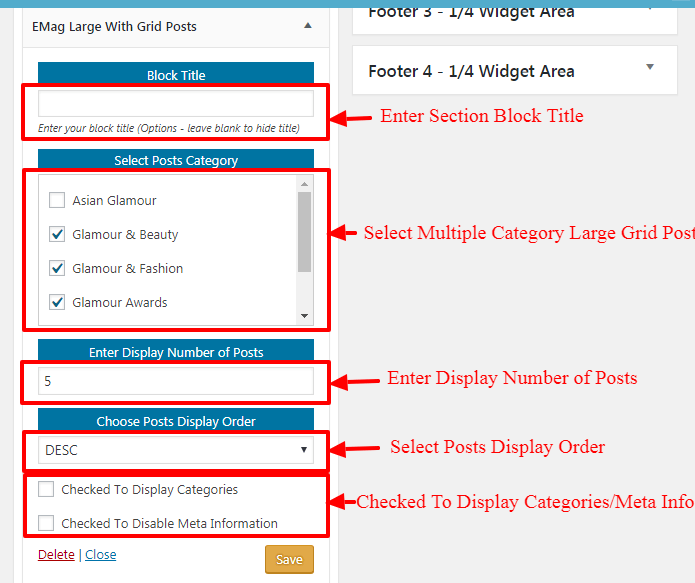 EMag Large With Grid Posts
Footer 3 - 1/4 Widget Area
Footer 4 - 1/4 Widget Area
Block Title
Enter your block title (Options - leave blank to hide title)
Enter Section Block Title
Select Posts Category
Asian Glamour
Glamour & Beauty
Glamour & Fashion
Glamour Awards
Select Multiple Category Large Grid Post
Enter Display Number of Posts
5
Enter Display Number of Posts
Choose Posts Display Order
DESC
Select Posts Display Order
Checked To Display Categories
Checked To Disable Meta Information
Checked To Display Categories/Meta Info
Delete | Close
Save